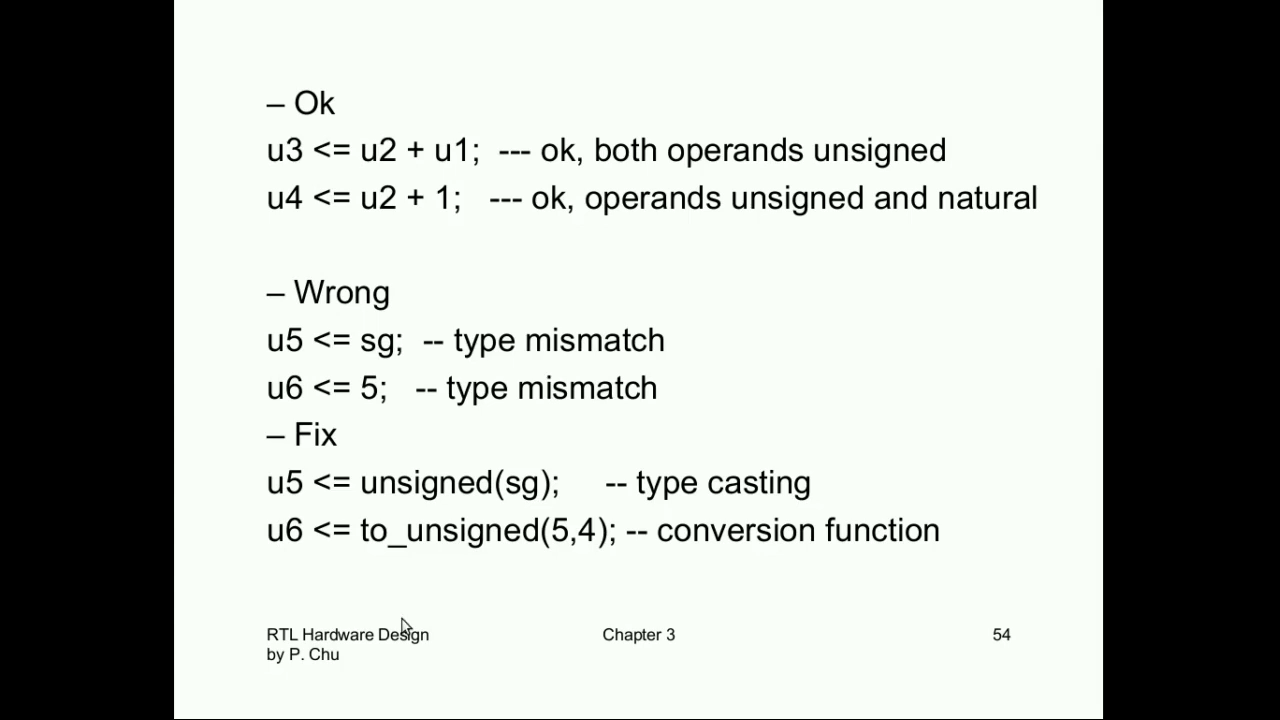 – Ok
u3 <= u2 + u1;  --- ok, both operands unsigned
u4 <= u2 + 1;   --- ok, operands unsigned and natural
– Wrong
u5 <= sg;  -- type mismatch
u6 <= 5;   -- type mismatch
– Fix
u5 <= unsigned(sg);     -- type casting
u6 <= to_unsigned(5,4); -- conversion function
RTL Hardware Design
by P. Chu
Chapter 3
54